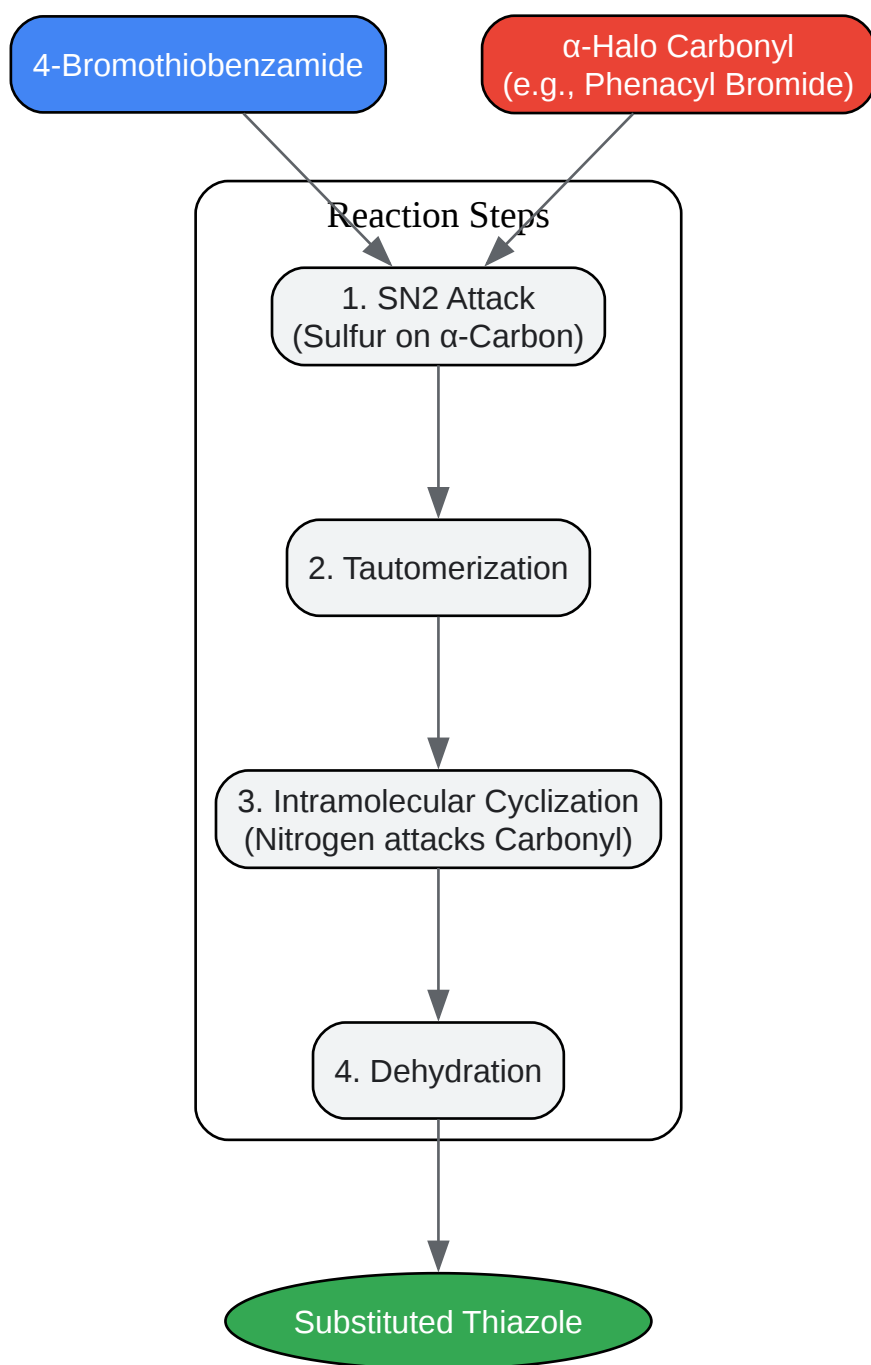 4-Bromothiobenzamide
α-Halo Carbonyl
(e.g., Phenacyl Bromide)
Reaction Steps
1. SN2 Attack
(Sulfur on α-Carbon)
2. Tautomerization
3. Intramolecular Cyclization
(Nitrogen attacks Carbonyl)
4. Dehydration
Substituted Thiazole